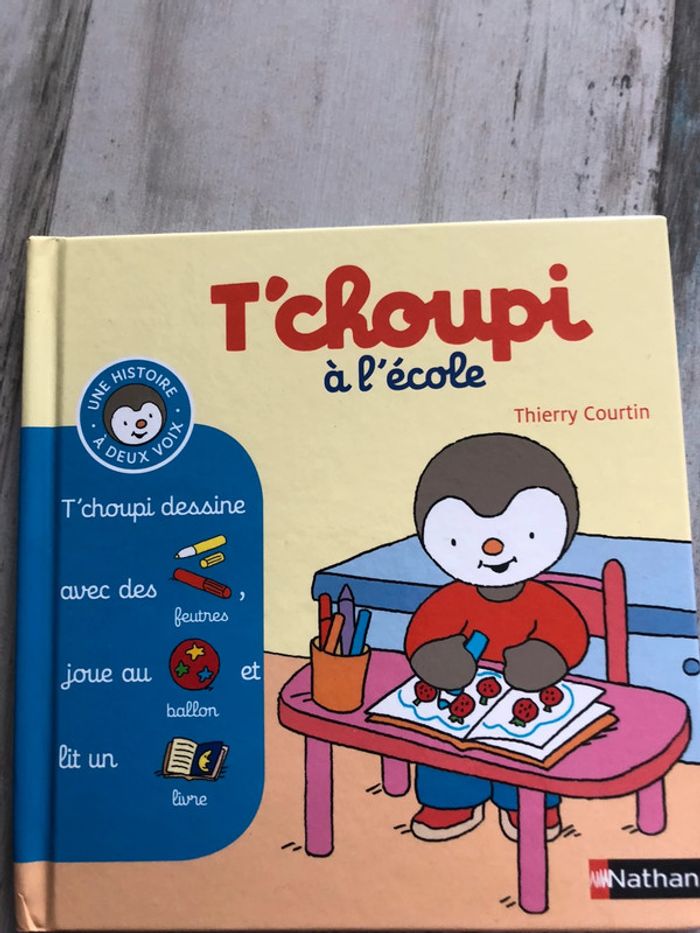 T'choupi
à l'école
Thierry Courtin
UNE HISTOIRE
À DEUX VOIX
T'choupi dessine
avec des ,
feutres
joue au et
ballon
lit un
livre
Nathan